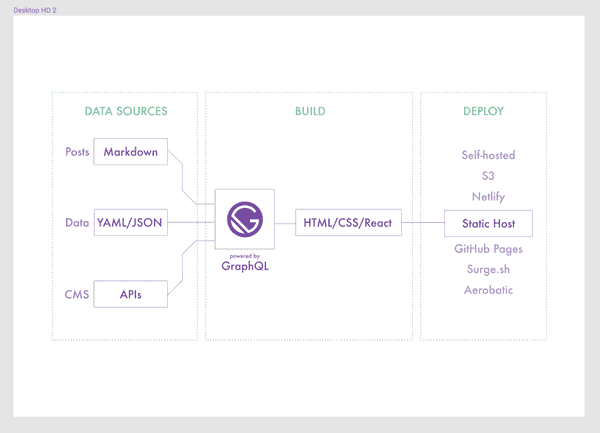 Desktop HD 2
DATA SOURCES
BUILD
DEPLOY
Posts
Markdown
Data
YAML/JSON
CMS
APIs
powered by
GraphQL
HTML/CSS/React
Self-hosted
S3
Netlify
Static Host
GitHub Pages
Surge.sh
Aerobatic